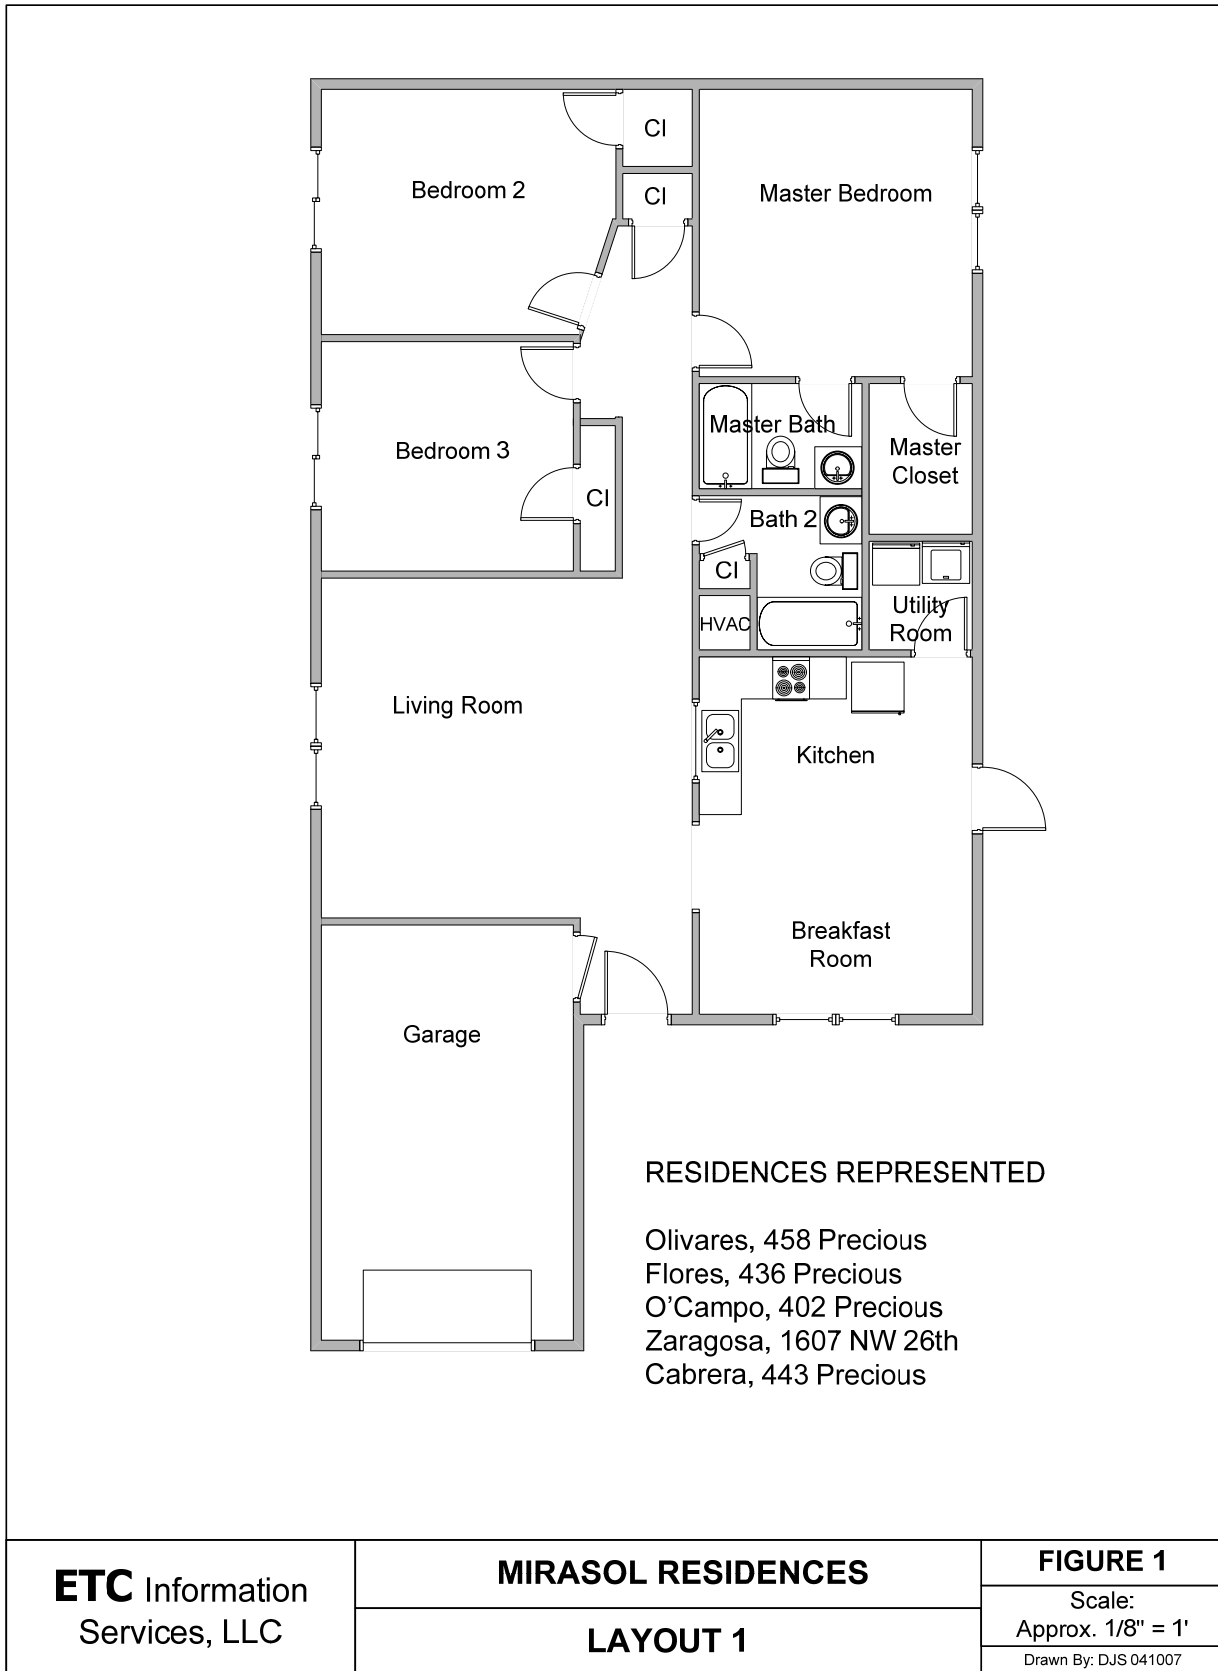 Cl
Bedroom 2
Cl
Master Bedroom
Master Bath
Bedroom 3
Master
Closet
Cl
Bath 2
Cl
HVAC
Utility
Room
Living Room
Kitchen
Breakfast
Room
Garage
RESIDENCES REPRESENTED
Olivares, 458 Precious
Flores, 436 Precious
O’Campo, 402 Precious
Zaragosa, 1607 NW 26th
Cabrera, 443 Precious
ETC Information
Services, LLC
MIRASOL RESIDENCES
LAYOUT 1
FIGURE 1
Scale:
Approx. 1/8" = 1'
Drawn By: DJS 041007